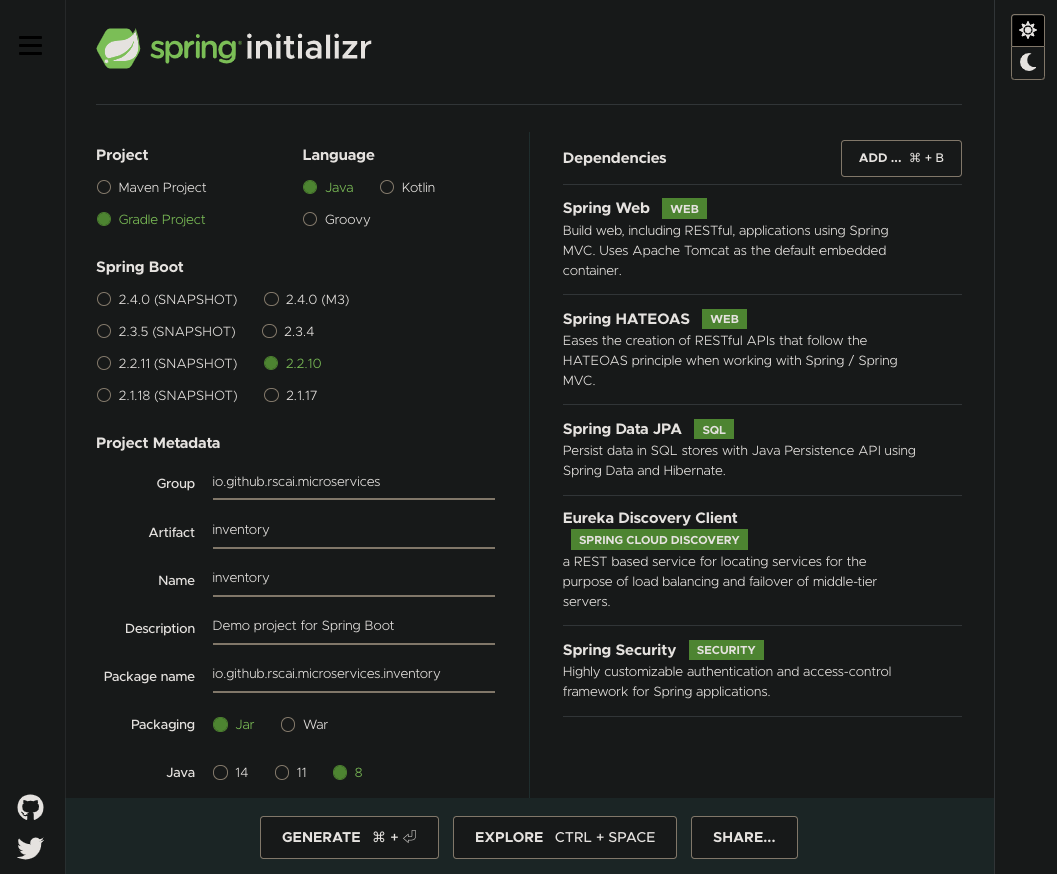 spring initializr
Project
Maven Project
Gradle Project
Language
Java Kotlin
Groovy
Spring Boot
2.4.0 (SNAPSHOT) 2.4.0 (M3)
2.3.5 (SNAPSHOT) 2.3.4
2.2.11 (SNAPSHOT) 2.2.10
2.1.18 (SNAPSHOT) 2.1.17
Project Metadata
Group io.github.rscai.microservices
Artifact inventory
Name inventory
Description Demo project for Spring Boot
Package name io.github.rscai.microservices.inventory
Packaging Jar War
Java 14 11 8
Dependencies ADD ... ⌘ + B
Spring Web WEB
Build web, including RESTful, applications using Spring
MVC. Uses Apache Tomcat as the default embedded
container.
Spring HATEOAS WEB
Eases the creation of RESTful APIs that follow the
HATEOAS principle when working with Spring / Spring
MVC.
Spring Data JPA SQL
Persist data in SQL stores with Java Persistence API using
Spring Data and Hibernate.
Eureka Discovery Client
SPRING CLOUD DISCOVERY
a REST based service for locating services for the
purpose of load balancing and failover of middle-tier
servers.
Spring Security SECURITY
Highly customizable authentication and access-control
framework for Spring applications.
GENERATE ⌘ + ⏎ EXPLORE CTRL + SPACE SHARE...